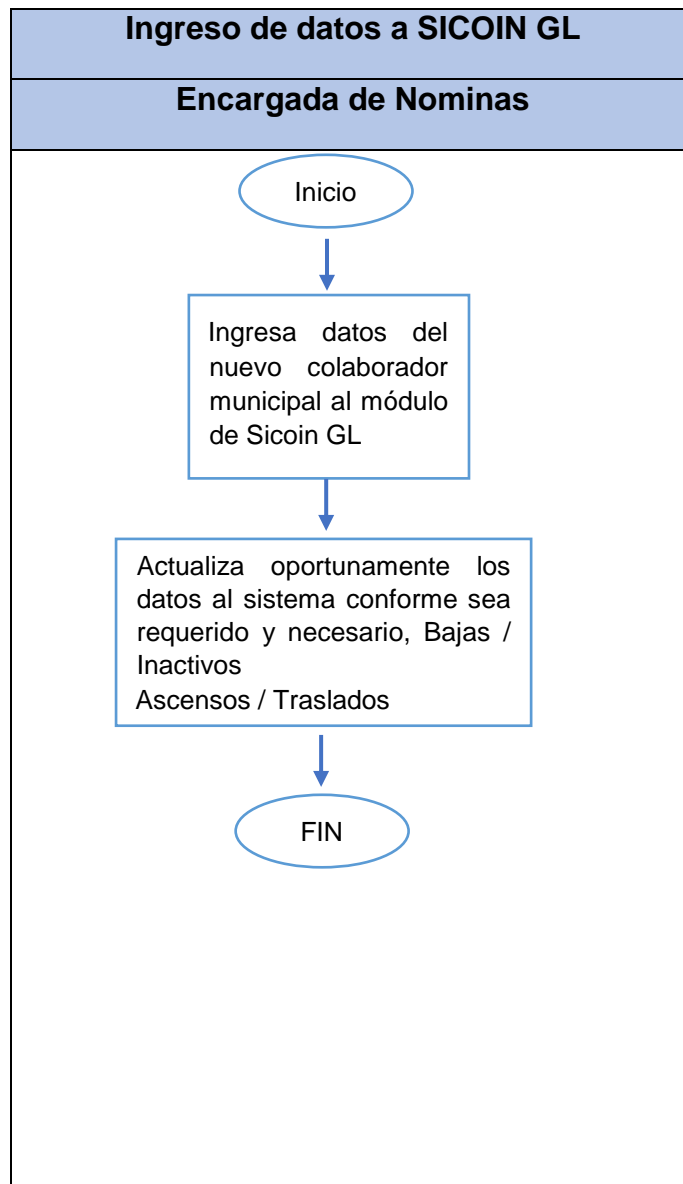 Ingreso de datos a SICOIN GL
Encargada de Nominas
Inicio
Ingresa datos del
nuevo colaborador
municipal al módulo
de Sicoin GL
Actualiza oportunamente los
datos al sistema conforme sea
requerido y necesario, Bajas /
Inactivos
Ascensos / Traslados
FIN